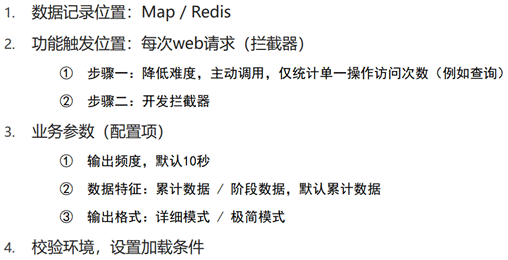 1. 数据记录位置：Map / Redis
2. 功能触发位置：每次web请求（拦截器）
① 步骤一：降低难度，主动调用，仅统计单一操作访问次数（例如查询）
② 步骤二：开发拦截器
3. 业务参数（配置项）
① 输出频度，默认10秒
② 数据特征：累计数据 / 阶段数据，默认累计数据
③ 输出格式：详细模式 / 极简模式
4. 校验环境，设置加载条件